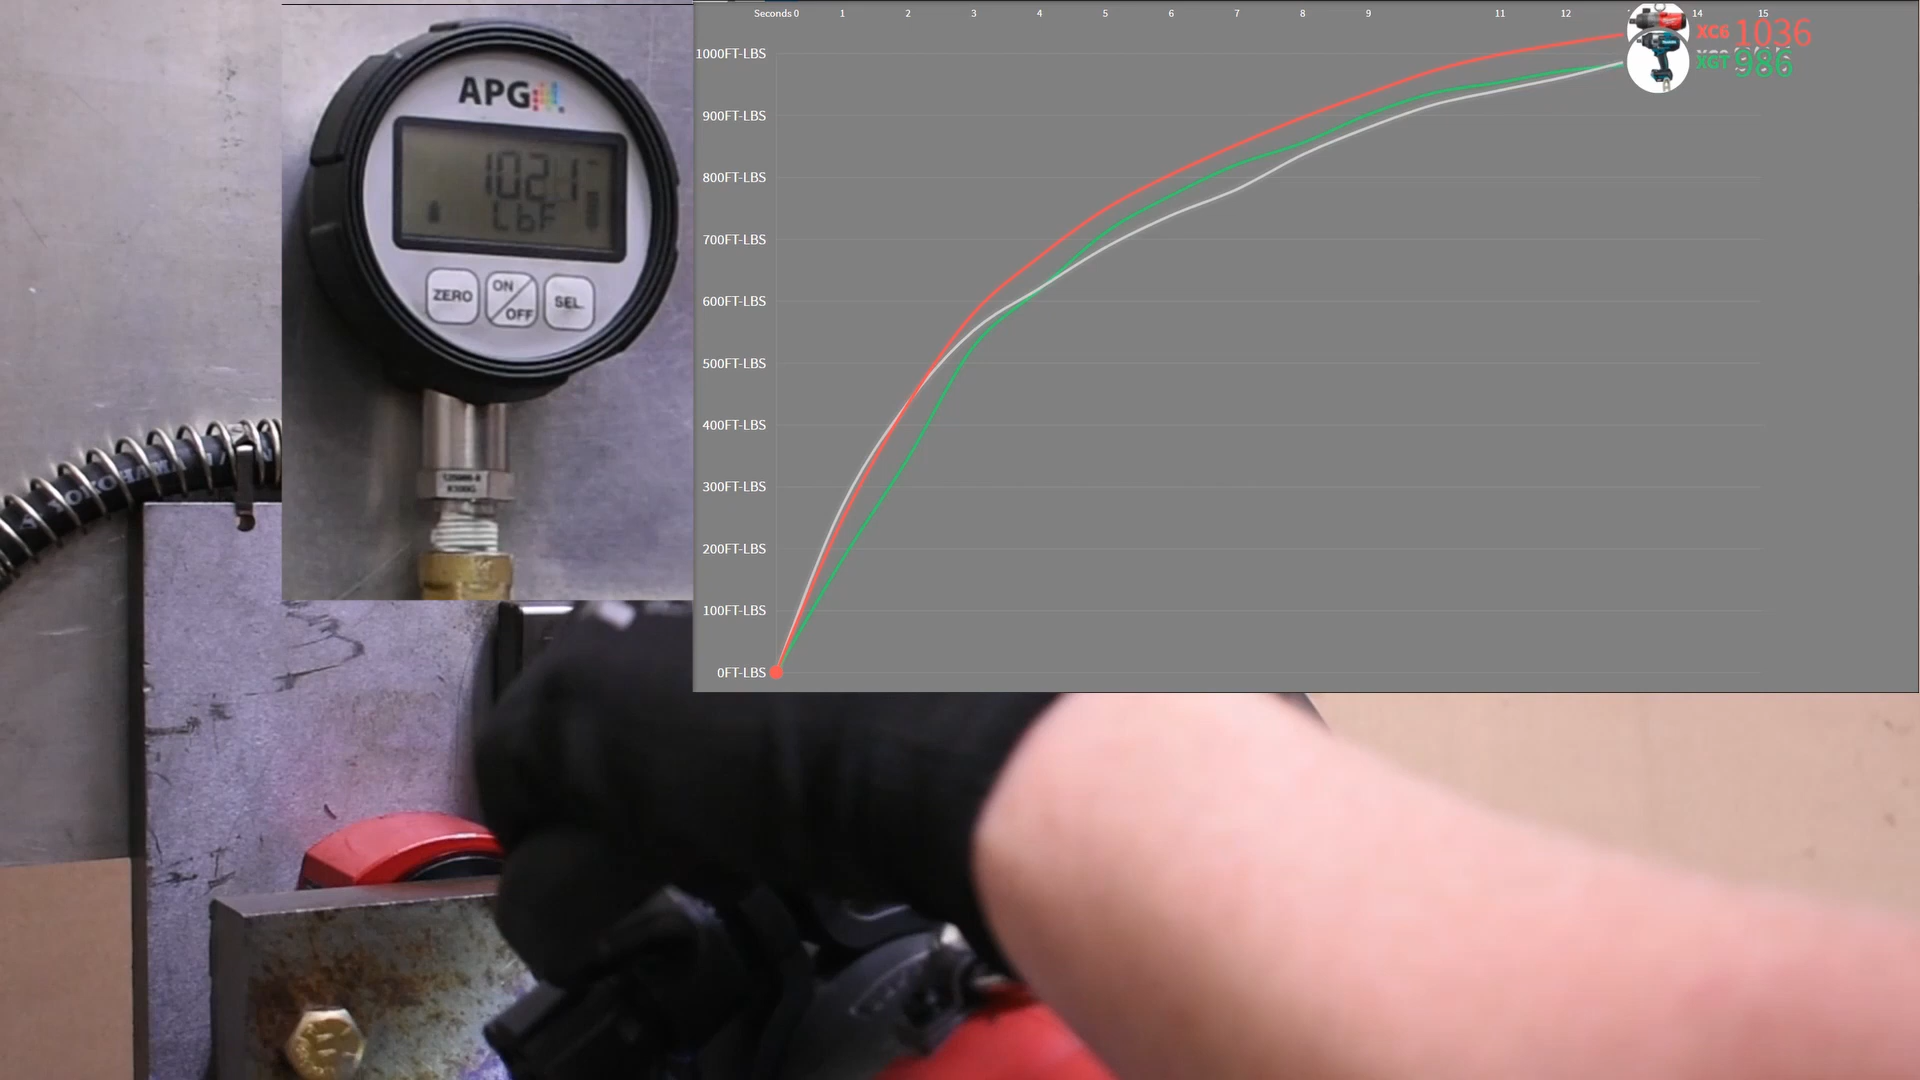 Seconds 0 1 2 3 4 5 6 7 8 9 11 12 14 15
1000FT-LBS
900FT-LBS
800FT-LBS
700FT-LBS
600FT-LBS
500FT-LBS
400FT-LBS
300FT-LBS
200FT-LBS
100FT-LBS
0FT-LBS
XC6 1036
XGT 986
APG
1021
LbF
ZERO
ON
OFF
SEL
YOKOHAMA